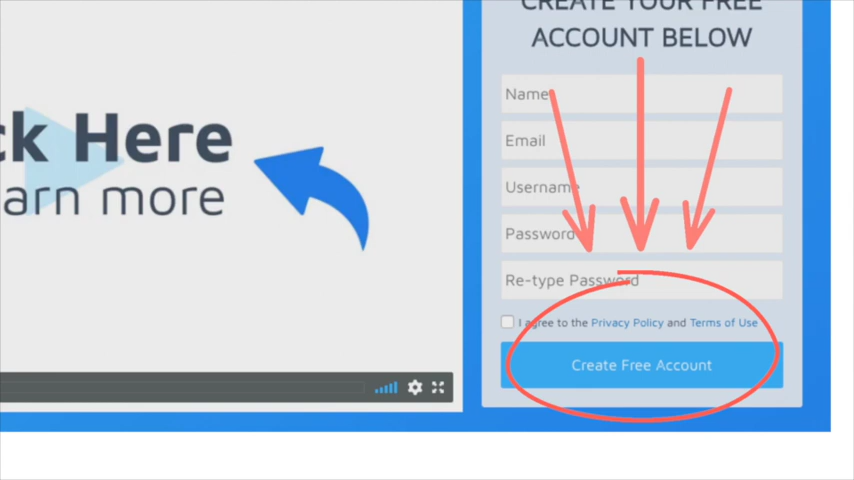 CREATE YOUR FREE
ACCOUNT BELOW
ck Here
arn more
Name
Email
Username
Password
Re-type Password
I agree to the Privacy Policy and Terms of Use
Create Free Account